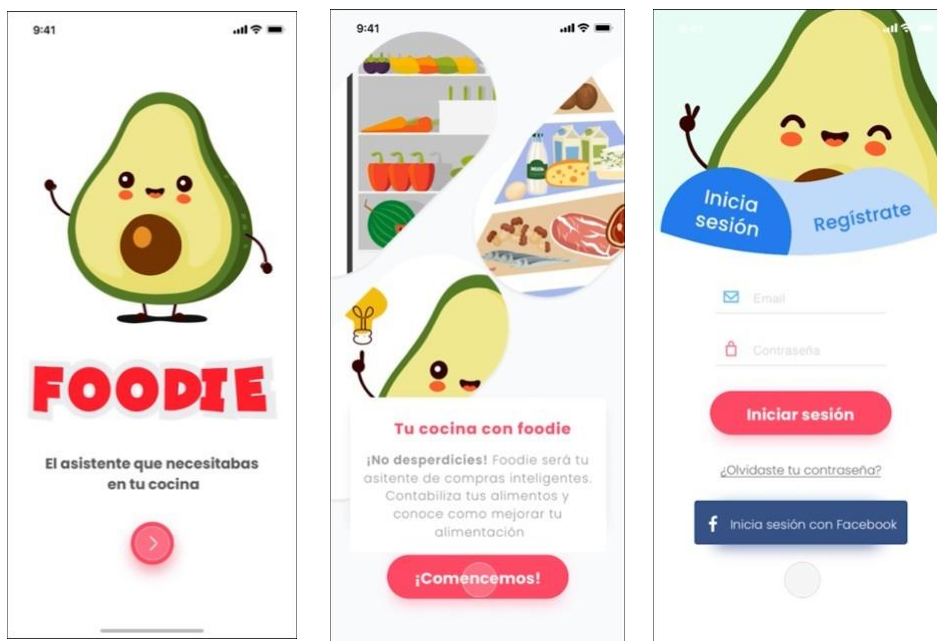 9:41
FOODIE
El asistente que necesitabas
en tu cocina
9:41
Tu cocina con foodie
¡No desperdicies! Foodie será tu
asitente de compras inteligentes.
Contabiliza tus alimentos y
conoce como mejorar tu
alimentación
¡Comencemos!
Inicia
sesión
Regístrate
Email
Contraseña
Iniciar sesión
¿Olvidaste tu contraseña?
f Inicia sesión con Facebook